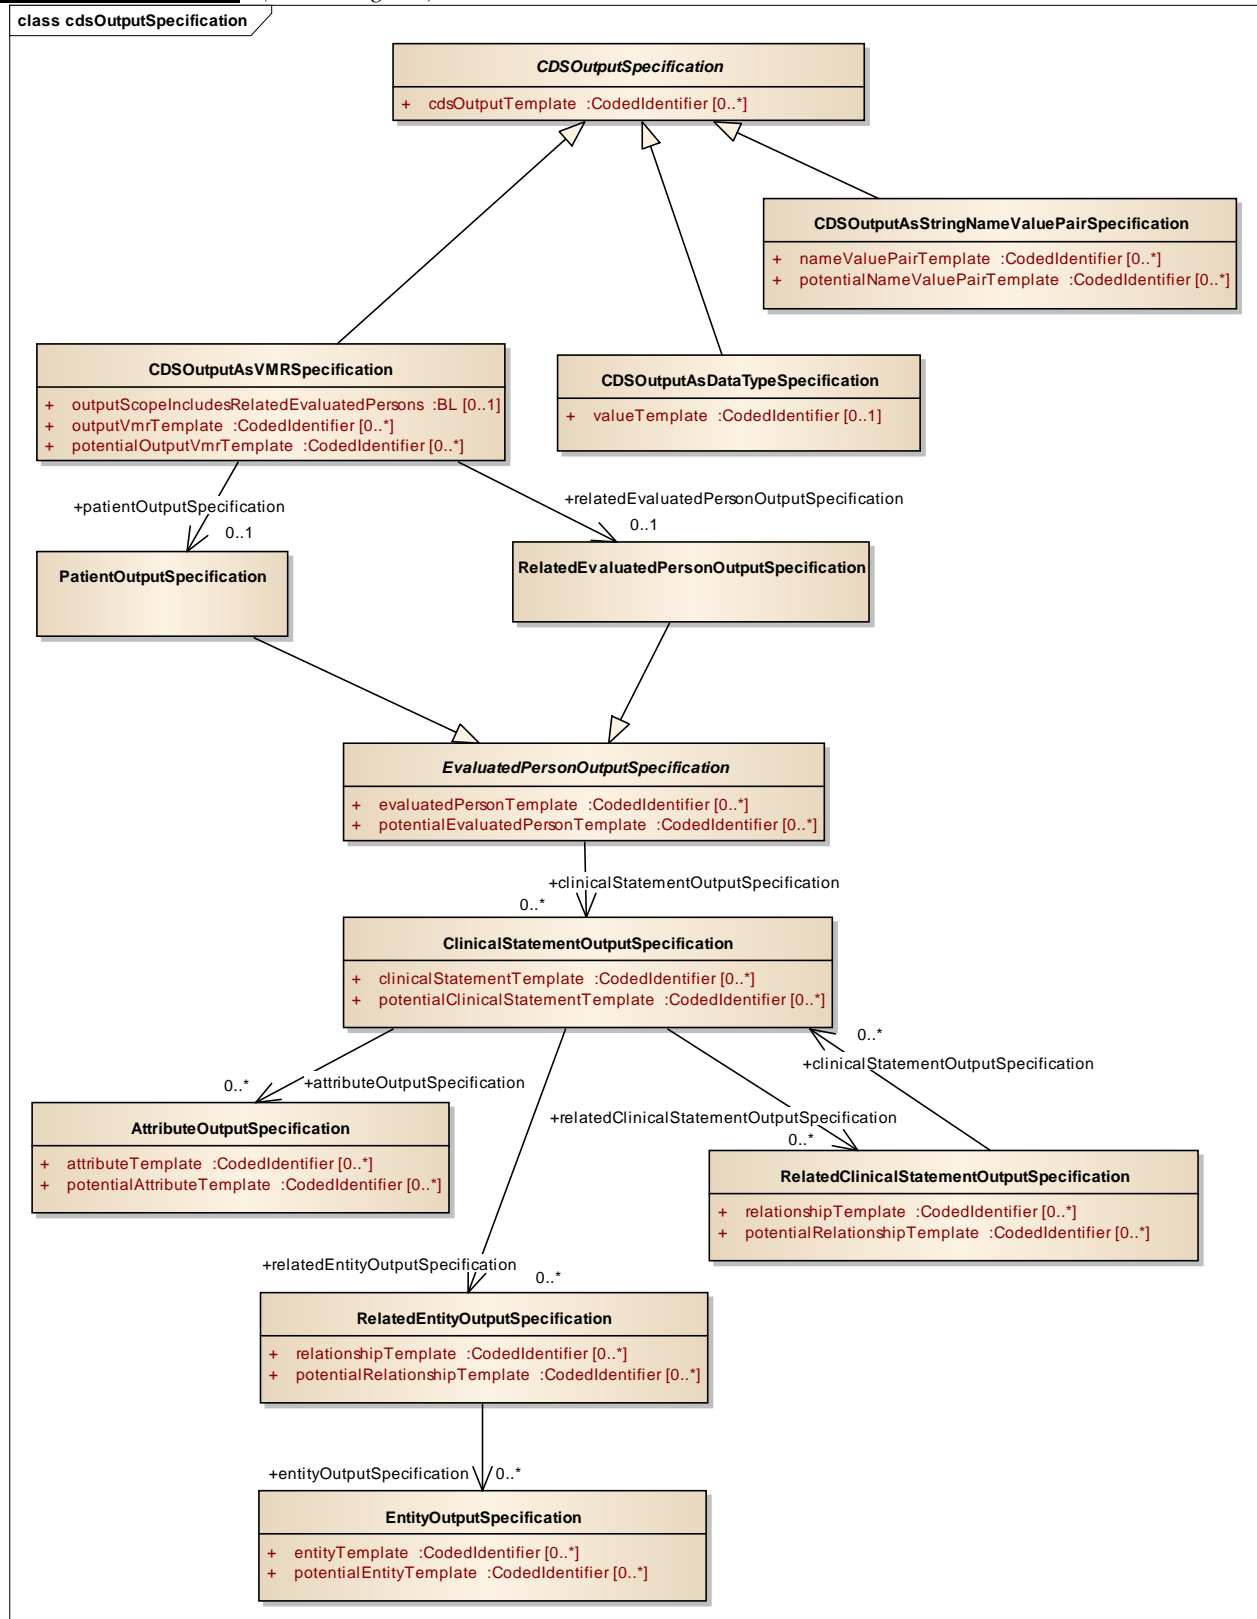 class cdsOutputSpecification
CDSOutputSpecification
+ cdsOutputTemplate :CodedIdentifier [0..*]
CDSOutputAsStringNameValuePairSpecification
+ nameValuePairTemplate :CodedIdentifier [0..*]
+ potentialNameValuePairTemplate :CodedIdentifier [0..*]
CDSOutputAsVMRSpecification
+ outputScopeIncludesRelatedEvaluatedPersons :BL [0..1]
+ outputVmrTemplate :CodedIdentifier [0..*]
+ potentialOutputVmrTemplate :CodedIdentifier [0..*]
CDSOutputAsDataTypeSpecification
+ valueTemplate :CodedIdentifier [0..1]
+patientOutputSpecification
0..1
+relatedEvaluatedPersonOutputSpecification
0..1
PatientOutputSpecification
RelatedEvaluatedPersonOutputSpecification
EvaluatedPersonOutputSpecification
+ evaluatedPersonTemplate :CodedIdentifier [0..*]
+ potentialEvaluatedPersonTemplate :CodedIdentifier [0..*]
+clinicalStatementOutputSpecification
0..*
ClinicalStatementOutputSpecification
+ clinicalStatementTemplate :CodedIdentifier [0..*]
+ potentialClinicalStatementTemplate :CodedIdentifier [0..*]
0..*
+clinicalStatementOutputSpecification
+attributeOutputSpecification
0..*
+relatedClinicalStatementOutputSpecification
0..*
AttributeOutputSpecification
+ attributeTemplate :CodedIdentifier [0..*]
+ potentialAttributeTemplate :CodedIdentifier [0..*]
RelatedClinicalStatementOutputSpecification
+ relationshipTemplate :CodedIdentifier [0..*]
+ potentialRelationshipTemplate :CodedIdentifier [0..*]
+relatedEntityOutputSpecification
0..*
RelatedEntityOutputSpecification
+ relationshipTemplate :CodedIdentifier [0..*]
+ potentialRelationshipTemplate :CodedIdentifier [0..*]
+entityOutputSpecification
0..*
EntityOutputSpecification
+ entityTemplate :CodedIdentifier [0..*]
+ potentialEntityTemplate :CodedIdentifier [0..*]